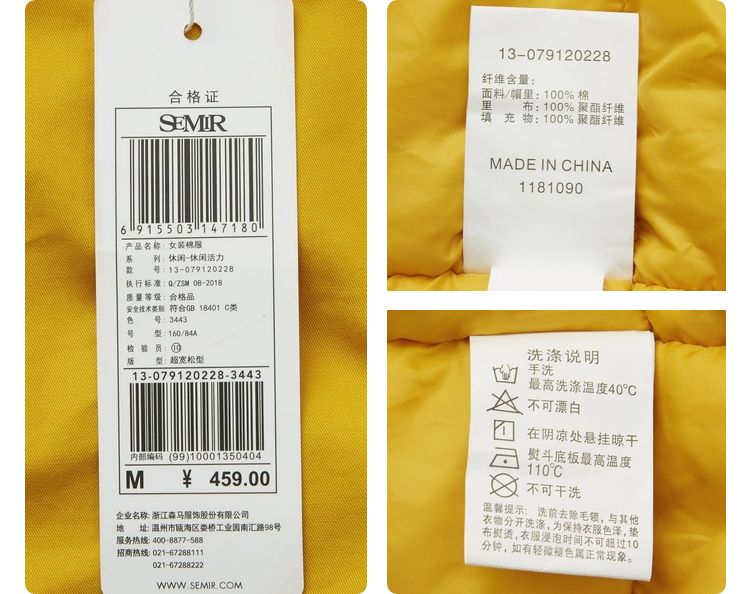 合格证
SEMIR
6 915503 147180
产品名称: 女装棉服
系 列: 休闲-休闲活力
款 号: 13-079120228
执行标准: Q/ZSM 08-2018
质量等级: 合格品
安全技术类别: 符合GB 18401 C类
色 号: 3443
号 型: 160/84A
检 验 员: ⑩
版 型: 超宽松型
13-079120228-3443
内部编码 (99)10001350404
M ¥ 459.00
企业名称: 浙江森马服饰股份有限公司
地 址: 温州市瓯海区娄桥工业园南汇路98号
服务热线: 400-8877-588
招商热线: 021-67288111
021-67288222
WWW.SEMIR.COM
13-079120228
纤维含量:
面料/帽里: 100% 棉
里 布: 100% 聚酯纤维
填 充 物: 100% 聚酯纤维
MADE IN CHINA
1181090
洗涤说明
手洗
最高洗涤温度40℃
不可漂白
在阴凉处悬挂晾干
熨斗底板最高温度
110℃
不可干洗
温馨提示: 洗前去除毛领, 与其他
衣物分开洗涤, 为保持衣服色泽, 垫
布熨烫, 衣服浸泡时间不可超过10
分钟, 如有轻微褪色属正常现象。